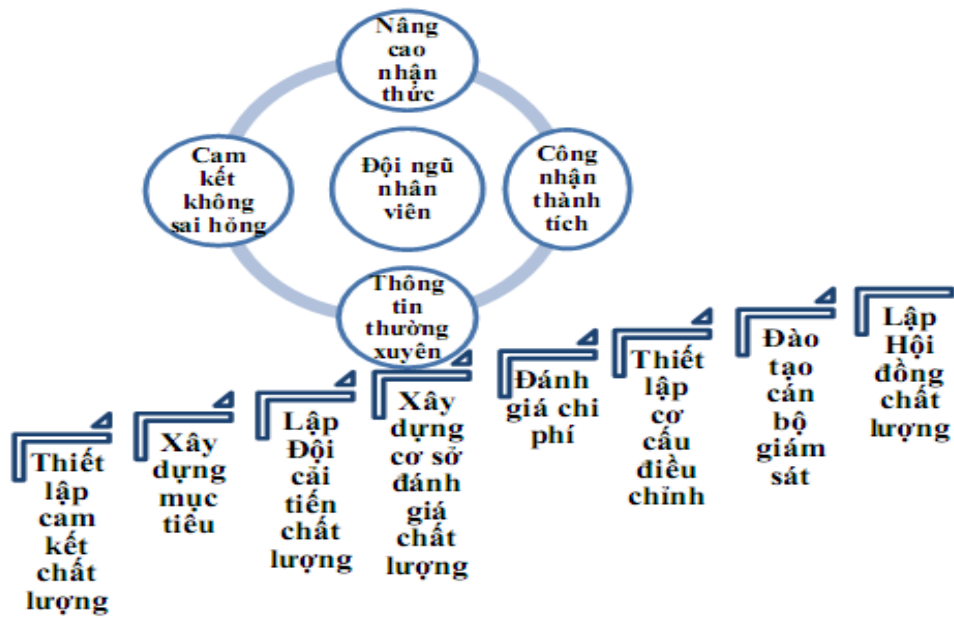 Nâng
cao
nhận
thức
Cam
kết
không
sai hỏng
Đội ngũ
nhân
viên
Công
nhận
thành
tích
Thông
tin
thường
xuyên
Thiết
lập
cam
kết
chất
lượng
Xây
dựng
mục
tiêu
Lập
Đội
cải
tiến
chất
lượng
Xây
dựng
cơ sở
đánh
giá
chất
lượng
Đánh
giá chi
phí
Thiết
lập
cơ
cấu
điều
chỉnh
Đào
tạo
cán
bộ
giám
sát
Lập
Hội
đồng
chất
lượng